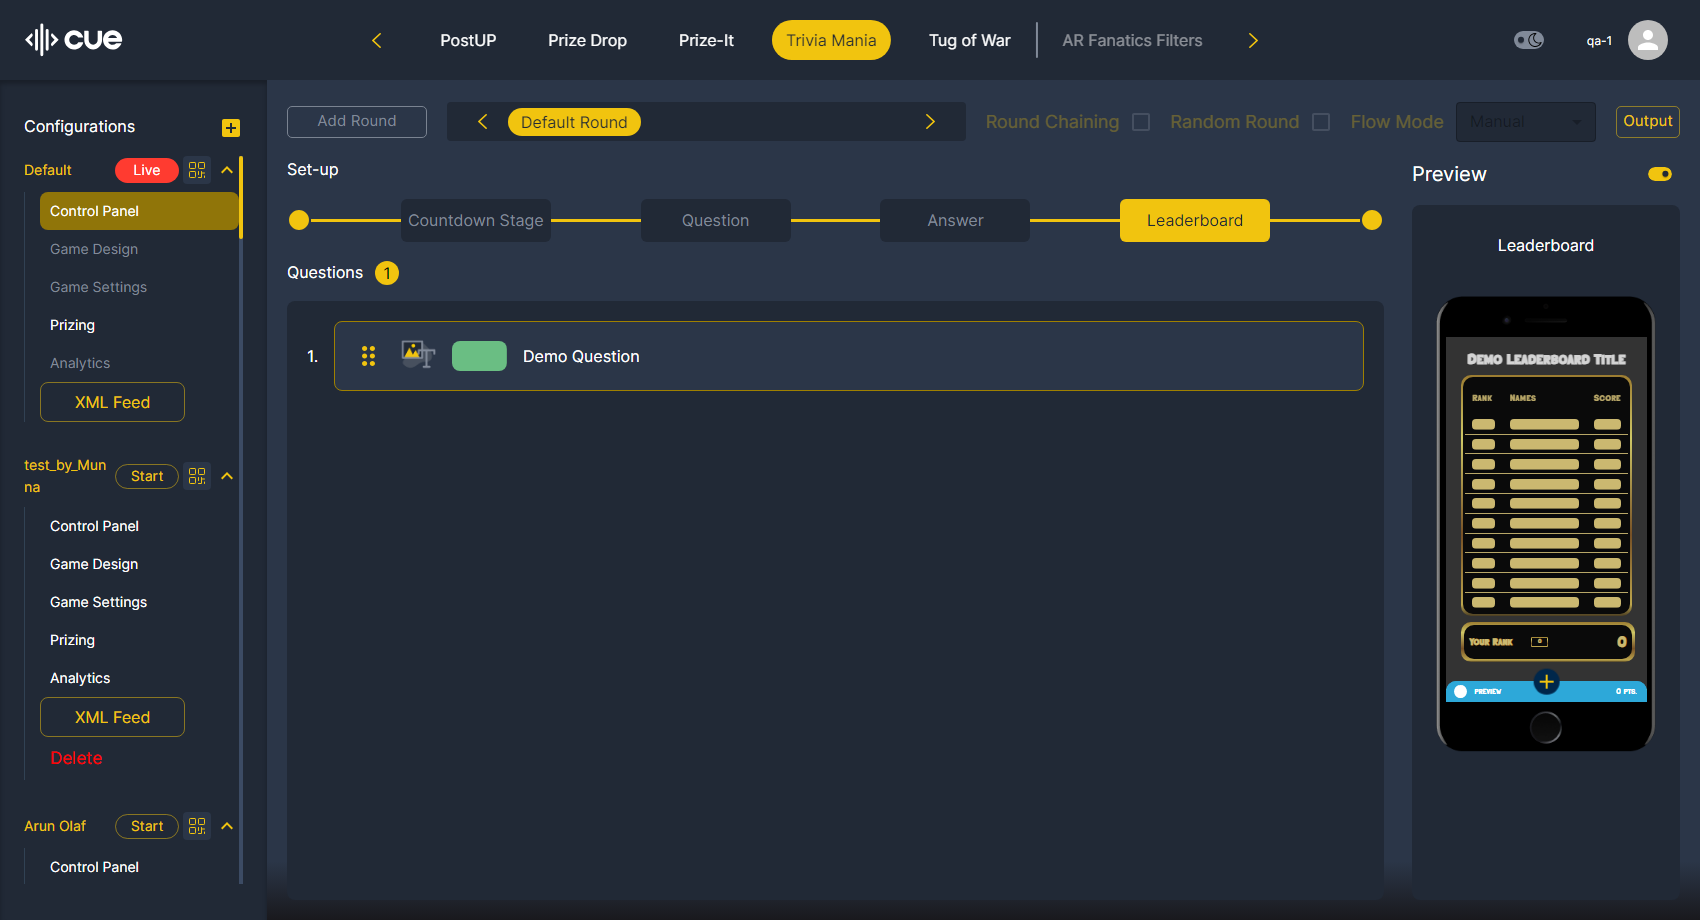 cue
PostUP
Prize Drop
Prize-It
Trivia Mania
Tug of War
AR Fanatics Filters
qa-1
Configurations
Default
Live
Control Panel
Game Design
Game Settings
Prizing
Analytics
XML Feed
test_by_Mun
na
Start
Control Panel
Game Design
Game Settings
Prizing
Analytics
XML Feed
Delete
Arun Olaf
Start
Control Panel
Add Round
Default Round
Round Chaining
Random Round
Flow Mode
Manual
Output
Set-up
Countdown Stage
Question
Answer
Leaderboard
Questions 1
1.
Demo Question
Preview
Leaderboard
Demo Leaderboard Title
Rank Names Score
Your Rank 0 0
PREVIEW 0 PTS.